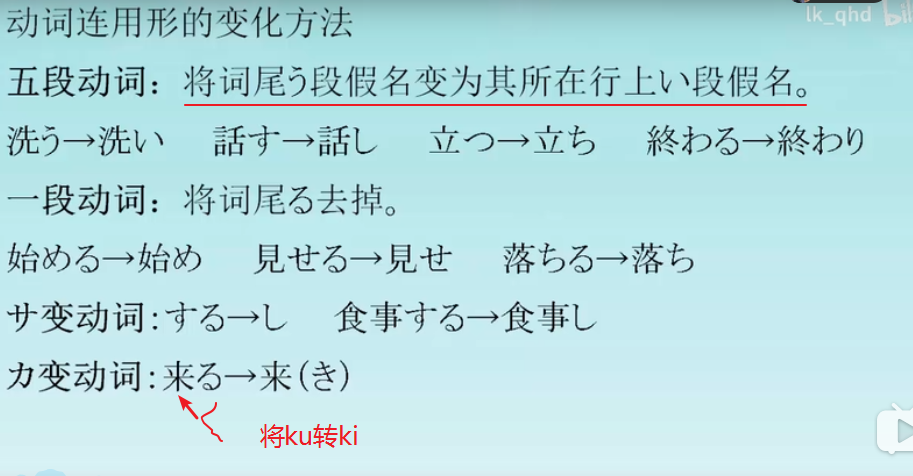 lk_qhd bil
动词连用形的变化方法
五段动词：将词尾う段假名变为其所在行上い段假名。
洗う→洗い 話す→話し 立つ→立ち 終わる→終わり
一段动词：将词尾る去掉。
始める→始め 見せる→見せ 落ちる→落ち
サ变动词:する→し 食事する→食事し
カ变动词:来る→来(き)
将ku转ki